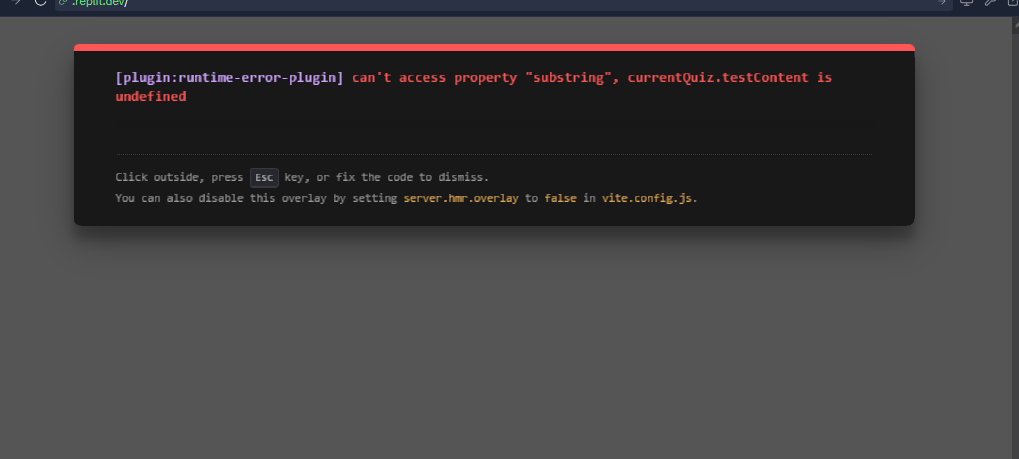 .replit.dev/
[plugin:runtime-error-plugin] can't access property "substring", currentQuiz.testContent is
undefined
Click outside, press Esc key, or fix the code to dismiss.
You can also disable this overlay by setting server.hmr.overlay to false in vite.config.js.